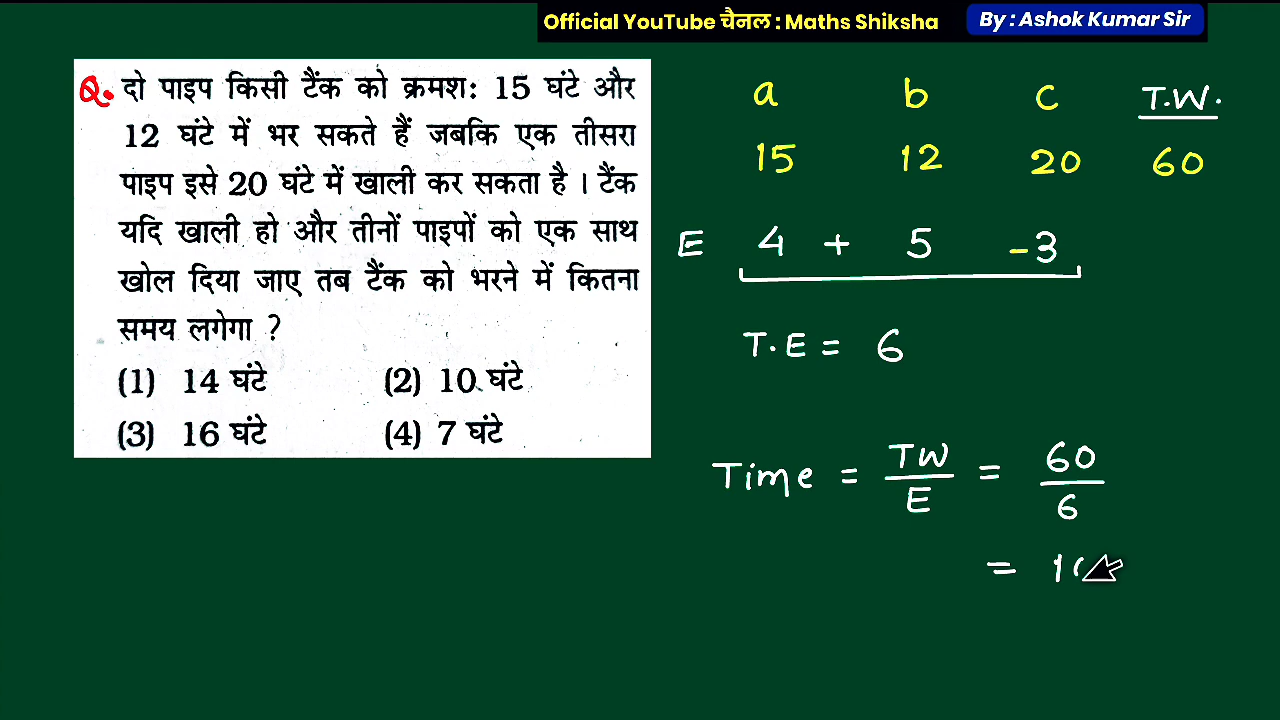 Official YouTube चैनल : Maths Shiksha
By : Ashok Kumar Sir
Q. दो पाइप किसी टैंक को क्रमश: 15 घंटे और
12 घंटे में भर सकते हैं जबकि एक तीसरा
पाइप इसे 20 घंटे में खाली कर सकता है । टैंक
यदि खाली हो और तीनों पाइपों को एक साथ
खोल दिया जाए तब टैंक को भरने में कितना
समय लगेगा ?
(1) 14 घंटे (2) 10 घंटे
(3) 16 घंटे (4) 7 घंटे
a b c T.W.
15 12 20 60
E 4 + 5 -3
T.E = 6
Time = TW/E = 60/6
= 1